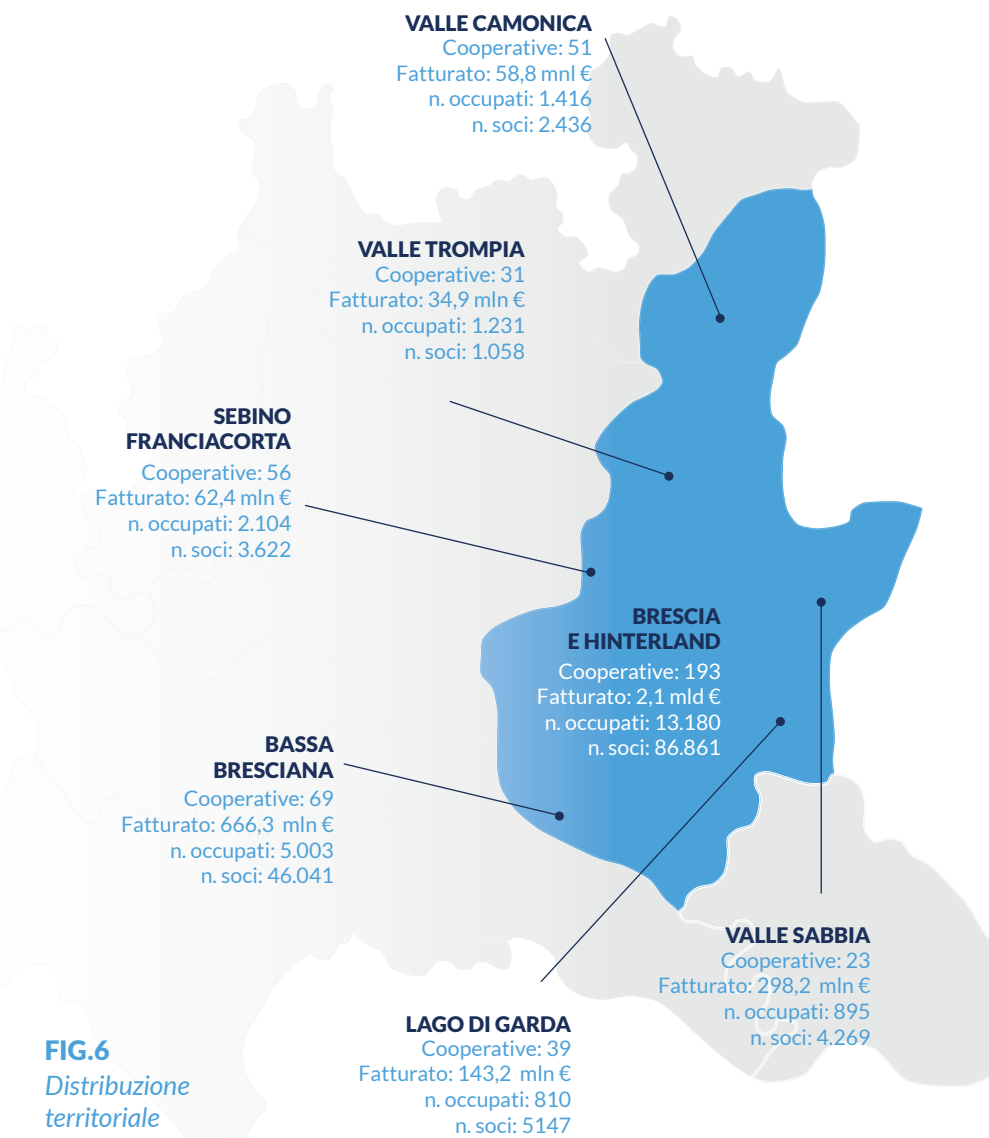 VALLE CAMONICA
Cooperative: 51
Fatturato: 58,8 mnl €
n. occupati: 1.416
n. soci: 2.436
VALLE TROMPIA
Cooperative: 31
Fatturato: 34,9 mln €
n. occupati: 1.231
n. soci: 1.058
SEBINO
FRANCIACORTA
Cooperative: 56
Fatturato: 62,4 mln €
n. occupati: 2.104
n. soci: 3.622
BRESCIA
E HINTERLAND
Cooperative: 193
Fatturato: 2,1 mld €
n. occupati: 13.180
n. soci: 86.861
BASSA
BRESCIANA
Cooperative: 69
Fatturato: 666,3 mln €
n. occupati: 5.003
n. soci: 46.041
VALLE SABBIA
Cooperative: 23
Fatturato: 298,2 mln €
n. occupati: 895
n. soci: 4.269
LAGO DI GARDA
Cooperative: 39
Fatturato: 143,2 mln €
n. occupati: 810
n. soci: 5147
FIG.6
Distribuzione
territoriale